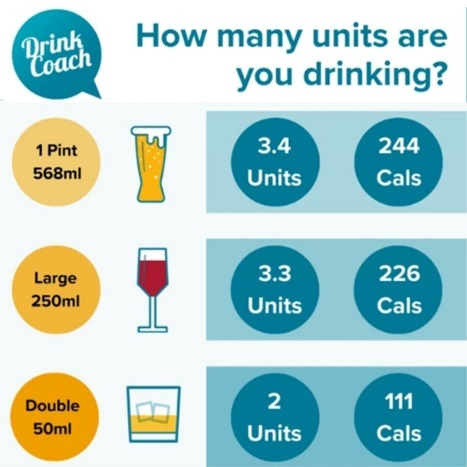 Drink
Coach
How many units are
you drinking?
1 Pint
568ml
3.4
Units
244
Cals
Large
250ml
3.3
Units
226
Cals
Double
50ml
2
Units
111
Cals